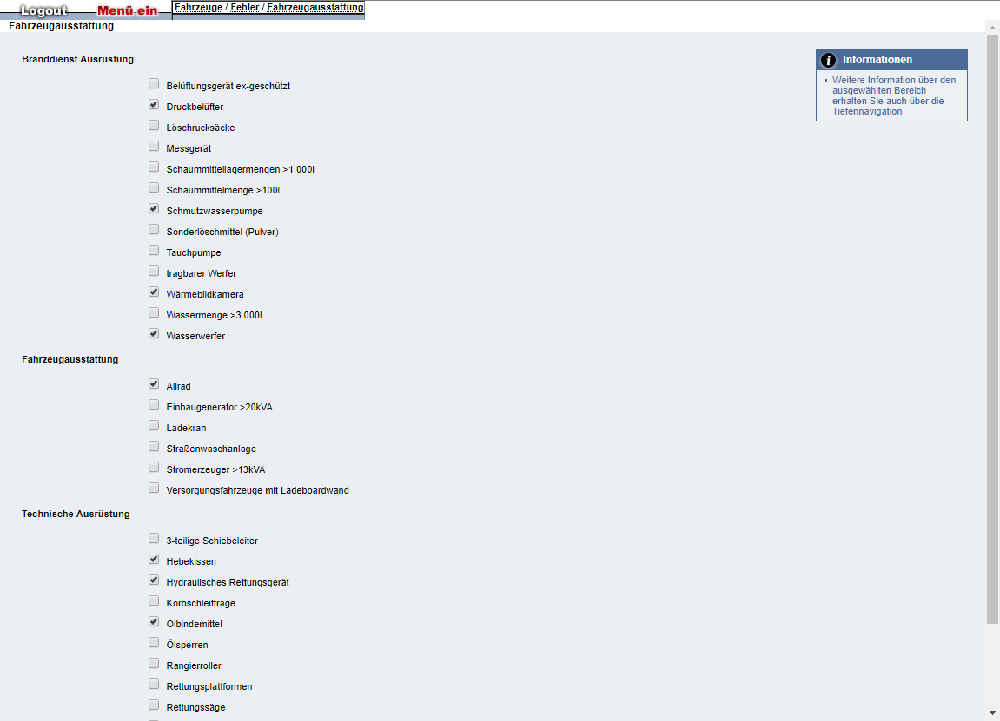 Logout Menü ein Fahrzeuge / Fehler / Fahrzeugausstattung
Fahrzeugausstattung
Branddienst Ausrüstung
Belüftungsgerät ex-geschützt
Druckbelüfter
Löschrucksäcke
Messgerät
Schaummittellagermengen >1.000l
Schaummittelmenge >100l
Schmutzwasserpumpe
Sonderlöschmittel (Pulver)
Tauchpumpe
tragbarer Werfer
Wärmebildkamera
Wassermenge >3.000l
Wasserwerfer
Fahrzeugausstattung
Allrad
Einbaugenerator >20kVA
Ladekran
Straßenwaschanlage
Stromerzeuger >13kVA
Versorgungsfahrzeuge mit Ladeboardwand
Technische Ausrüstung
3-teilige Schiebeleiter
Hebekissen
Hydraulisches Rettungsgerät
Korbschleiftrage
Ölbindemittel
Ölsperren
Rangierroller
Rettungsplattformen
Rettungssäge
Informationen
Weitere Information über den
ausgewählten Bereich
erhalten Sie auch über die
Tiefennavigation